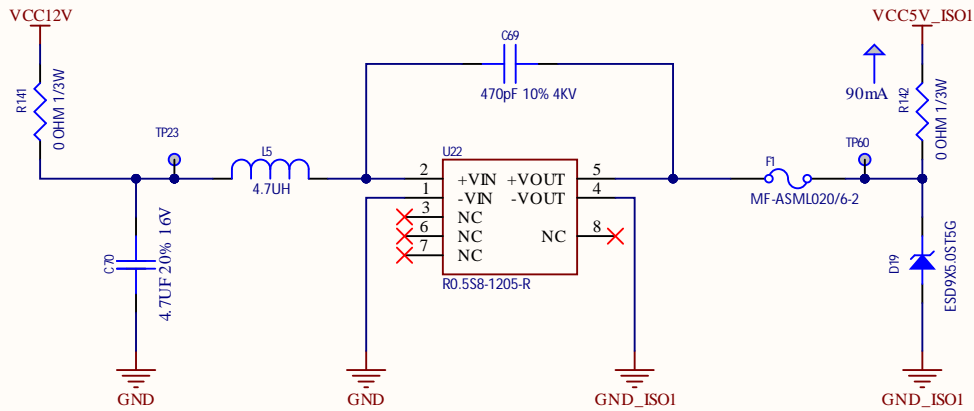 VCC12V
VCC5V_ISO1
C69
R141
0 OHM 1/3W
470pF 10% 4KV
90mA
R142
0 OHM 1/3W
TP23
L5
4.7UH
U22
2 +VIN +VOUT 5
1 -VIN -VOUT 4
3 NC
6 NC NC 8
7 NC
R0.5S8-1205-R
F1
MF-ASML020/6-2
TP60
C70
4.7UF 20% 16V
D19
ESD9X5.0ST5G
GND
GND
GND_ISO1
GND_ISO1